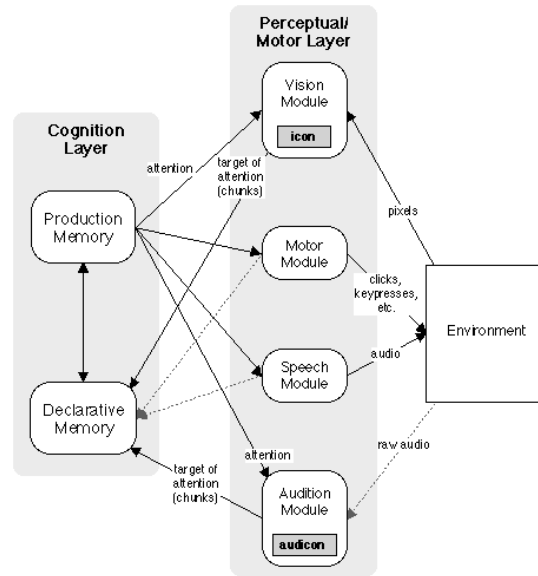 Perceptual/
Motor Layer
Vision
Module
icon
Cognition
Layer
attention
target of
attention
(chunks)
Production
Memory
pixels
Motor
Module
clicks,
keypresses,
etc.
Environment
Speech
Module
audio
Declarative
Memory
raw audio
attention
target of
attention
(chunks)
Audition
Module
audicon